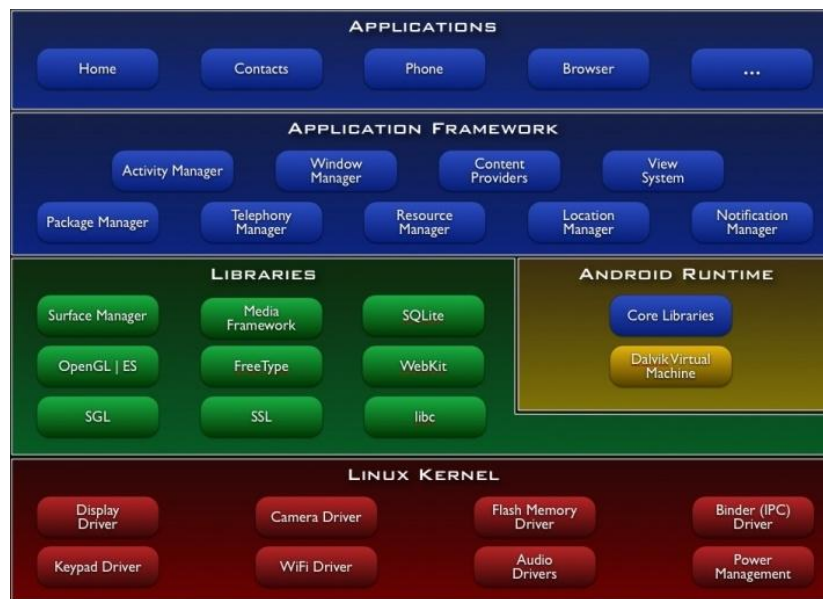 APPLICATIONS
Home
Contacts
Phone
Browser
...
APPLICATION FRAMEWORK
Activity Manager
Window
Manager
Content
Providers
View
System
Package Manager
Telephony
Manager
Resource
Manager
Location
Manager
Notification
Manager
LIBRARIES
Surface Manager
Media
Framework
SQLite
OpenGL | ES
FreeType
WebKit
SGL
SSL
libc
ANDROID RUNTIME
Core Libraries
Dalvik Virtual
Machine
LINUX KERNEL
Display
Driver
Camera Driver
Flash Memory
Driver
Binder (IPC)
Driver
Keypad Driver
WiFi Driver
Audio
Drivers
Power
Management